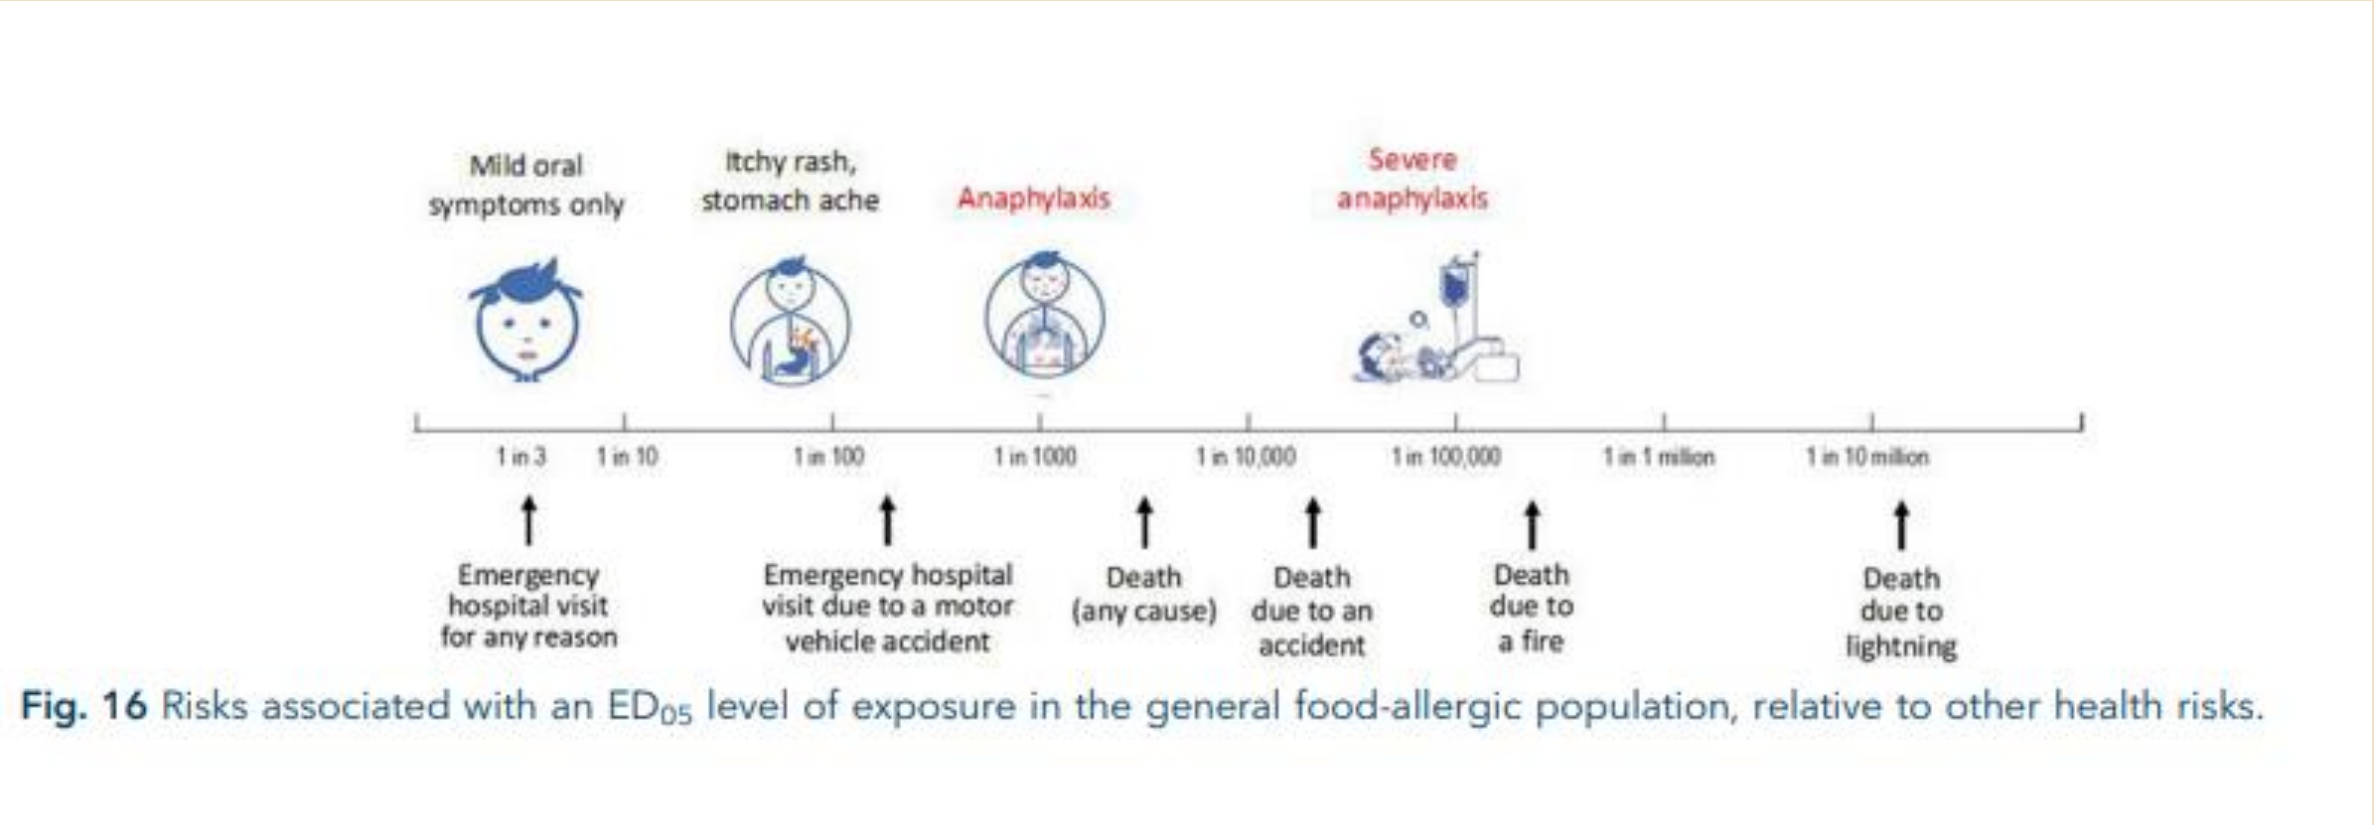 Mild oral
symptoms only
Itchy rash,
stomach ache
Anaphylaxis
Severe
anaphylaxis
1 in 3
1 in 10
1 in 100
1 in 1000
1 in 10,000
1 in 100,000
1 in 1 million
1 in 10 million
Emergency
hospital visit
for any reason
Emergency hospital
visit due to a motor
vehicle accident
Death
(any cause)
Death
due to an
accident
Death
due to
a fire
Death
due to
lightning
Fig. 16 Risks associated with an ED05 level of exposure in the general food-allergic population, relative to other health risks.